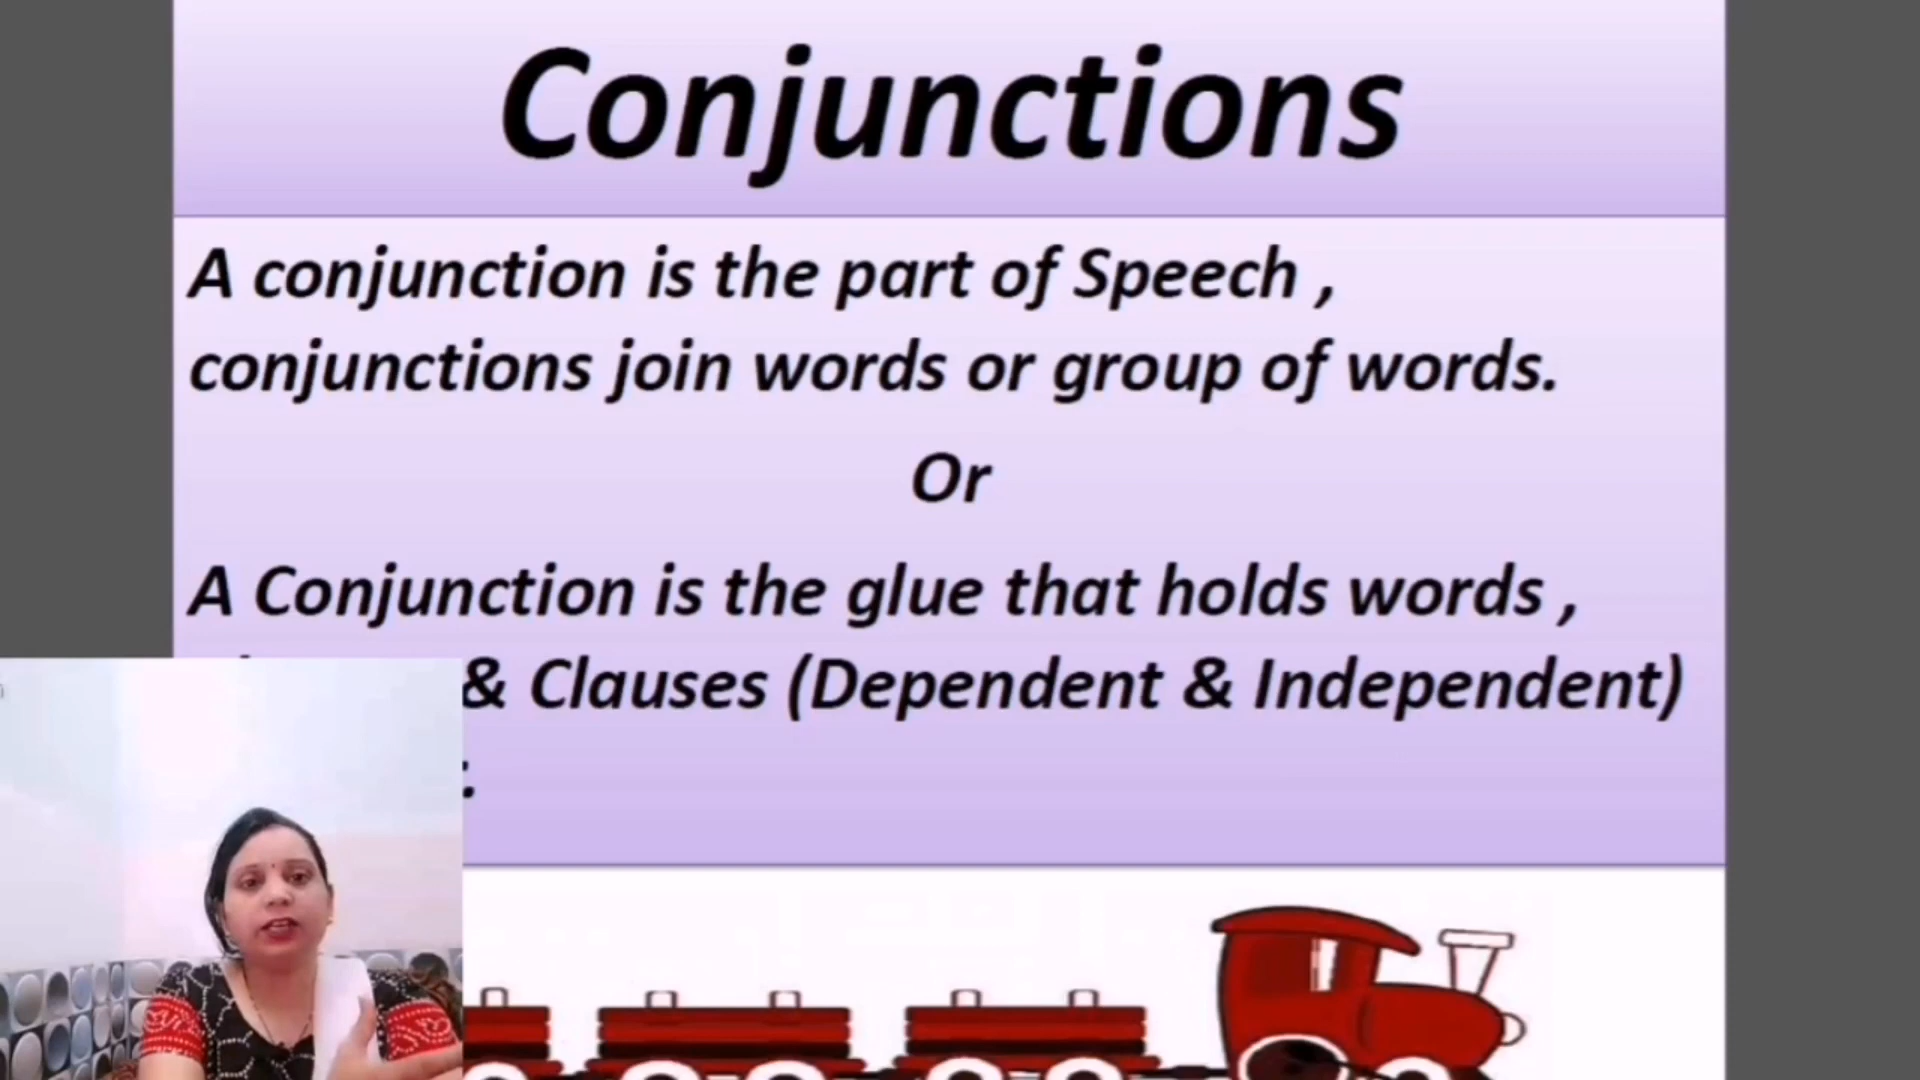 Conjunctions
A conjunction is the part of Speech ,
conjunctions join words or group of words.
Or
A Conjunction is the glue that holds words ,
& Clauses (Dependent & Independent)